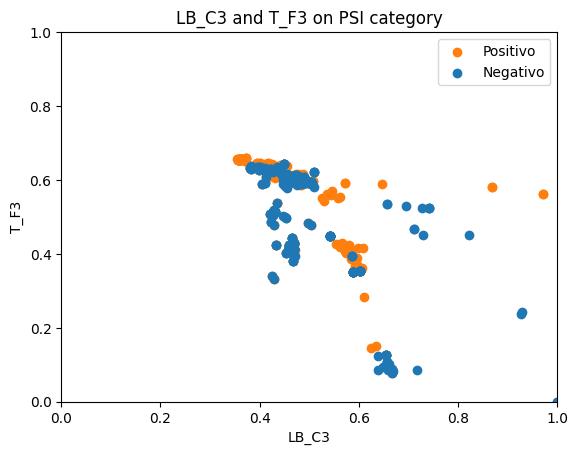 LB_C3 and T_F3 on PSI category
Positivo
Negativo
1.0
0.8
0.6
0.4
0.2
0.0
T_F3
0.0 0.2 0.4 0.6 0.8 1.0
LB_C3